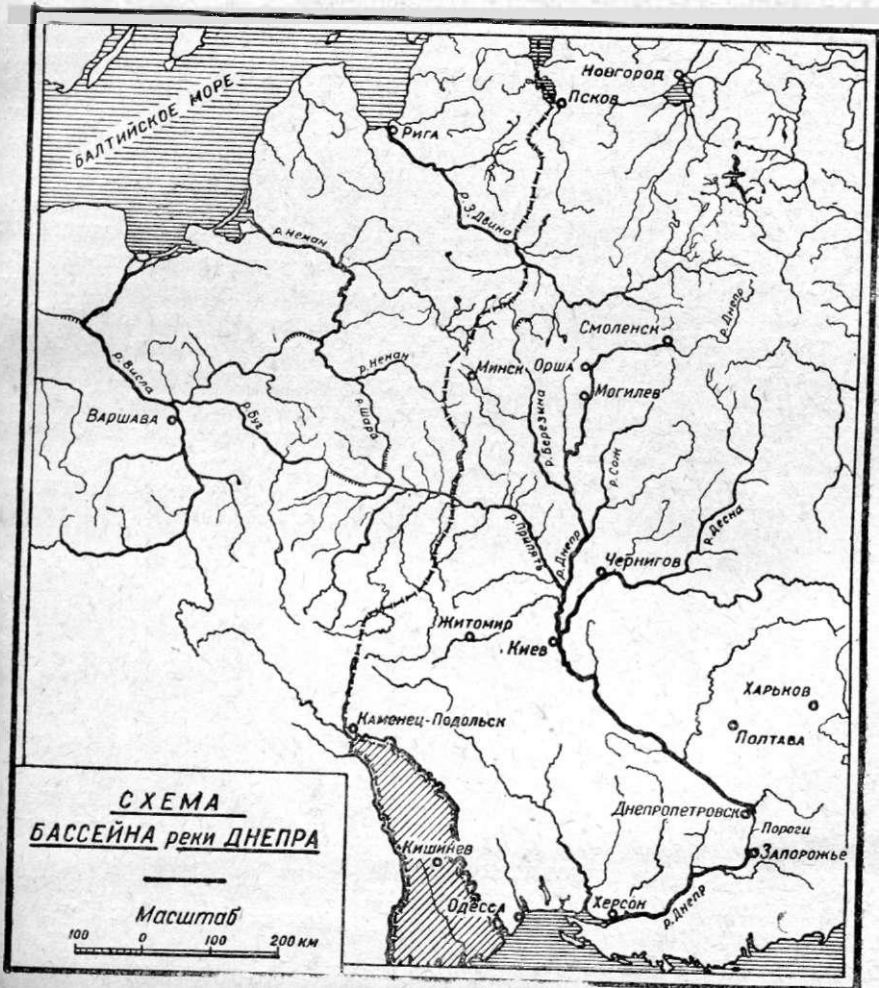 Новгород
Псков
БАЛТИЙСКОЕ МОРЕ
Рига
р.З.Двина
р.Неман
р.Днепр
Смоленск
р.Неман
Минск
Орша
р.Висла
Могилев
р.Шара
р.Буг
Варшава
р.Березина
р.Сож
р.Десна
р.Припять
р.Днепр
Чернигов
Житомир
Киев
Харьков
Каменец-Подольск
Полтава
СХЕМА
БАССЕЙНА реки ДНЕПРА
Днепропетровск
Пороги
Кишинев
Запорожье
Масштаб
Одесса
Херсон
р.Днепр
100 0 100 200 км